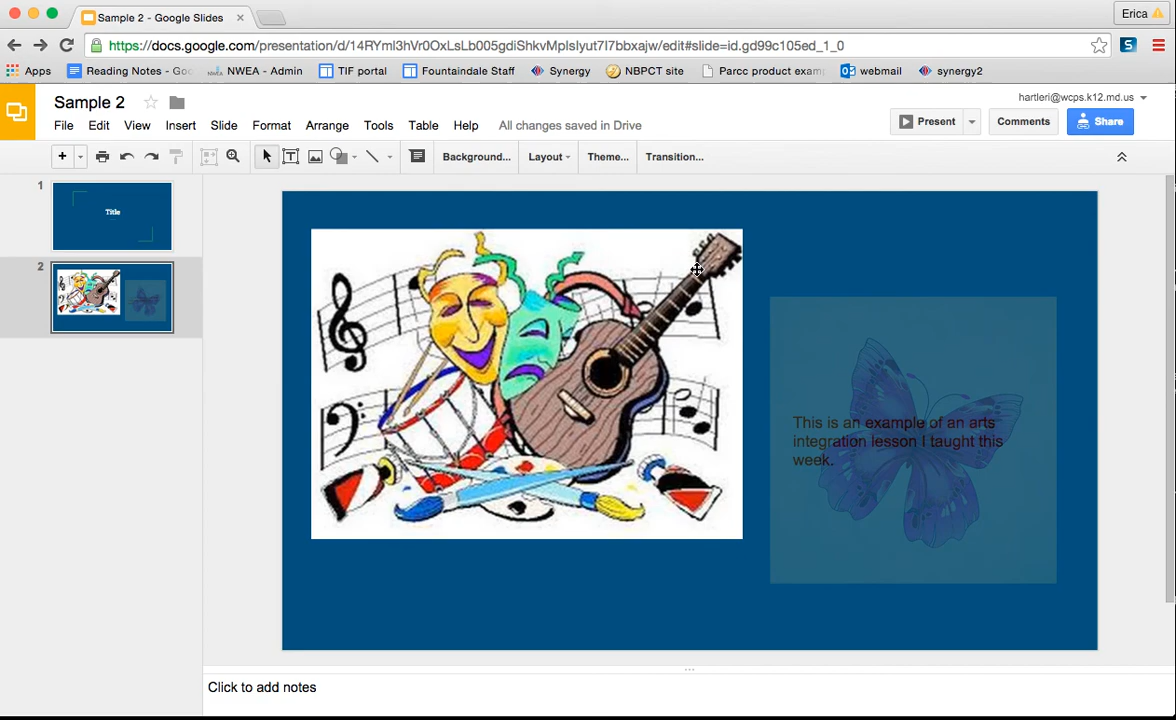 Sample 2 - Google Slides
Erica
https://docs.google.com/presentation/d/14RYml3hVr0OxLsLb005gdiShkvMpIsIyut7I7bbxajw/edit#slide=id.gd99c105ed_1_0
Apps Reading Notes - Goo NWEA - Admin TIF portal Fountaindale Staff Synergy NBPCT site Parcc product exam webmail synergy2
Sample 2
hartleri@wcps.k12.md.us
File Edit View Insert Slide Format Arrange Tools Table Help All changes saved in Drive
Present Comments Share
Background... Layout Theme... Transition...
1
Title
2
This is an example of an arts
integration lesson I taught this
week.
Click to add notes